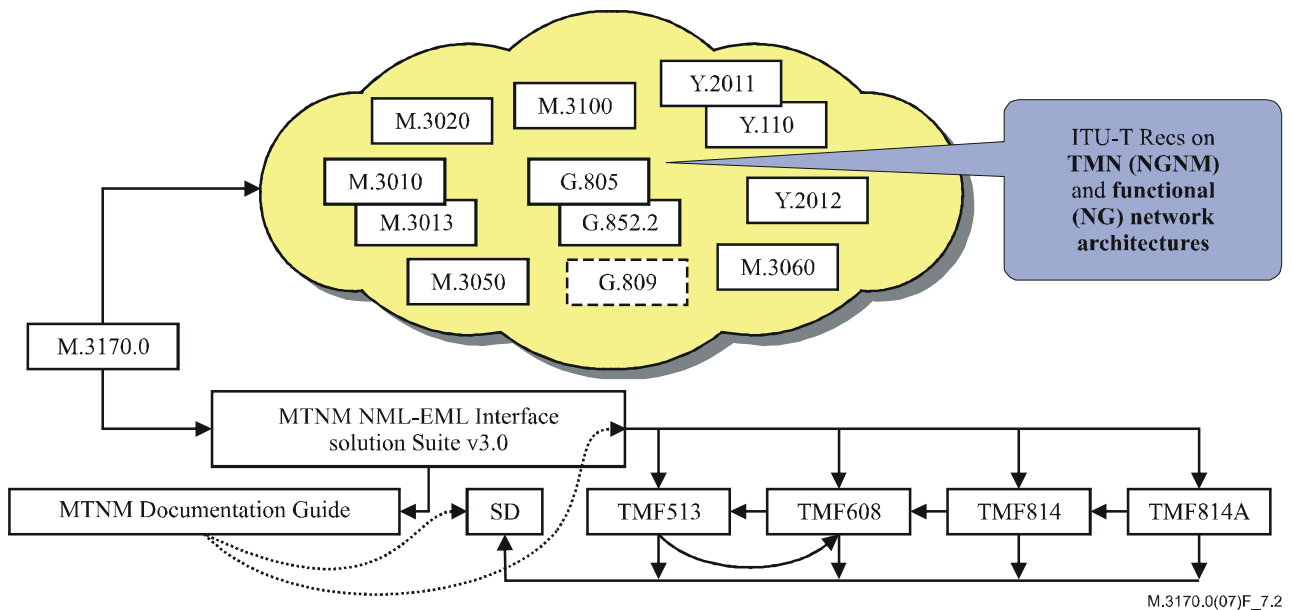 Y.2011
M.3100
Y.110
M.3020
ITU-T Recs on
TMN (NGNM)
and functional
(NG) network
architectures
M.3010
G.805
Y.2012
M.3013
G.852.2
M.3060
M.3050
G.809
M.3170.0
MTNM NML-EML Interface
solution Suite v3.0
MTNM Documentation Guide
SD
TMF513
TMF608
TMF814
TMF814A
M.3170.0(07)F_7.2